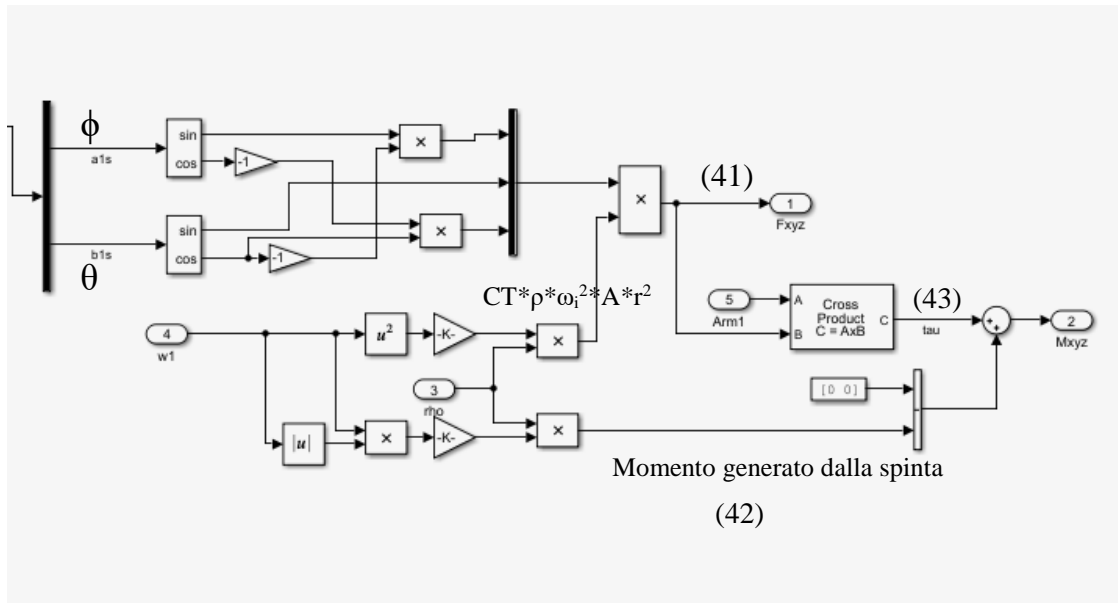 ϕ
a1s
sin
cos
-1
×
b1s
θ
sin
cos
-1
×
×
(41)
1
Fxyz
CT*ρ*ωi²*A*r²
5
Arm1
A
B
Cross
Product
C = AxB
C
(43)
tau
+
+
2
Mxyz
4
w1
u²
-K-
×
3
rho
[0 0]
|u|
×
-K-
×
Momento generato dalla spinta
(42)